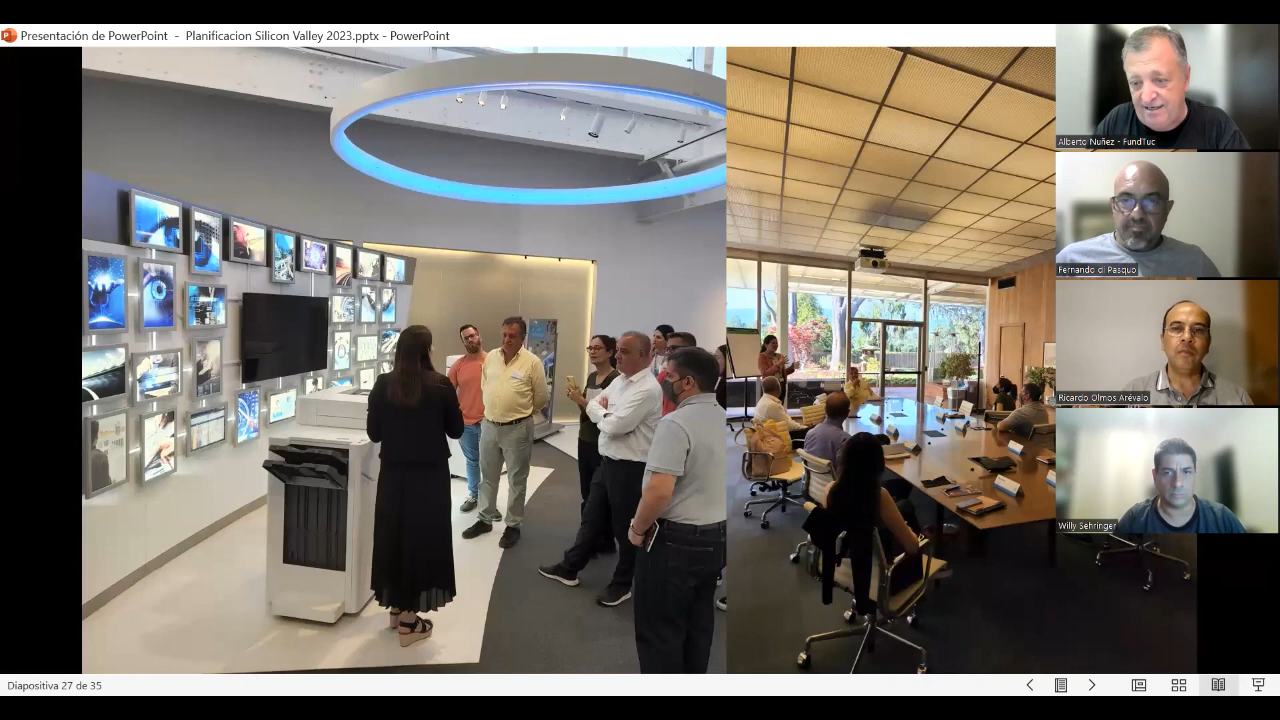 Presentación de PowerPoint - Planificacion Silicon Valley 2023.pptx - PowerPoint
Alberto Nuñez - FundTuc
Fernando di Pasquo
Ricardo Olmos Arévalo
Willy Sehringer
Diapositiva 27 de 35